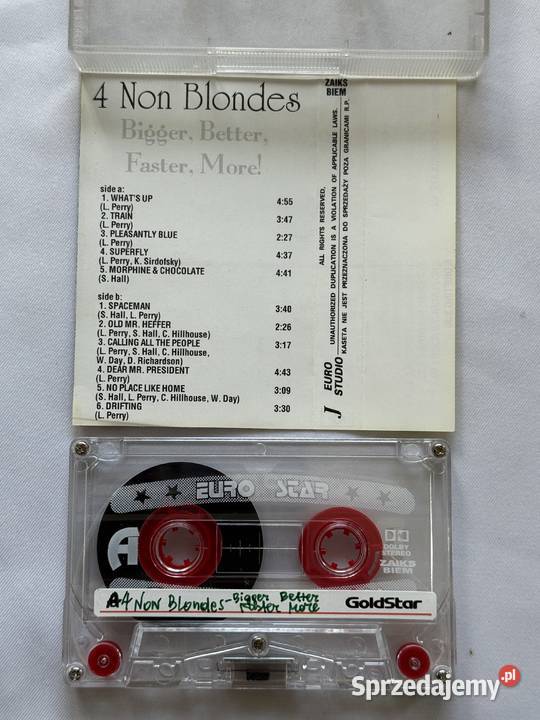 4 Non Blondes
Bigger, Better,
Faster, More!
side a:
1. WHAT'S UP 4:55
(L. Perry)
2. TRAIN 3:47
(L. Perry)
3. PLEASANTLY BLUE 2:27
(L. Perry)
4. SUPERFLY 4:37
(L. Perry, K. Sirdofsky)
5. MORPHINE & CHOCOLATE 4:41
(S. Hall)
side b:
1. SPACEMAN 3:40
(S. Hall, L. Perry)
2. OLD MR. HEFFER 2:26
(L. Perry, S. Hall, C. Hillhouse)
3. CALLING ALL THE PEOPLE 3:17
(L. Perry, S. Hall, C. Hillhouse,
W. Day, D. Richardson)
4. DEAR MR. PRESIDENT 4:43
(L. Perry)
5. NO PLACE LIKE HOME 3:09
(S. Hall, L. Perry, C. Hillhouse, W. Day)
6. DRIFTING 3:30
(L. Perry)
ZAIKS
BIEM
ALL RIGHTS RESERVED.
UNAUTHORIZED DUPLICATION IS A VIOLATION OF APPLICABLE LAWS.
KASETA NIE JEST PRZEZNACZONA DO SPRZEDAŻY POZA GRANICAMI R.P.
J EURO
STUDIO
EURO STAR
A
DOLBY
STEREO
ZAIKS
BIEM
A 4 NON BLONDES - Bigger Better
Faster More
GoldStar
Sprzedajemy.pl